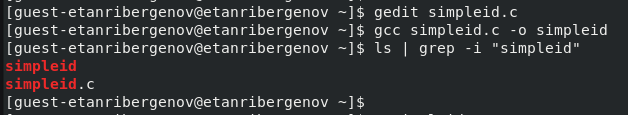 [guest-etanribergenov@etanribergenov ~]$ gedit simpleid.c
[guest-etanribergenov@etanribergenov ~]$ gcc simpleid.c -o simpleid
[guest-etanribergenov@etanribergenov ~]$ ls | grep -i "simpleid"
simpleid
simpleid.c
[guest-etanribergenov@etanribergenov ~]$